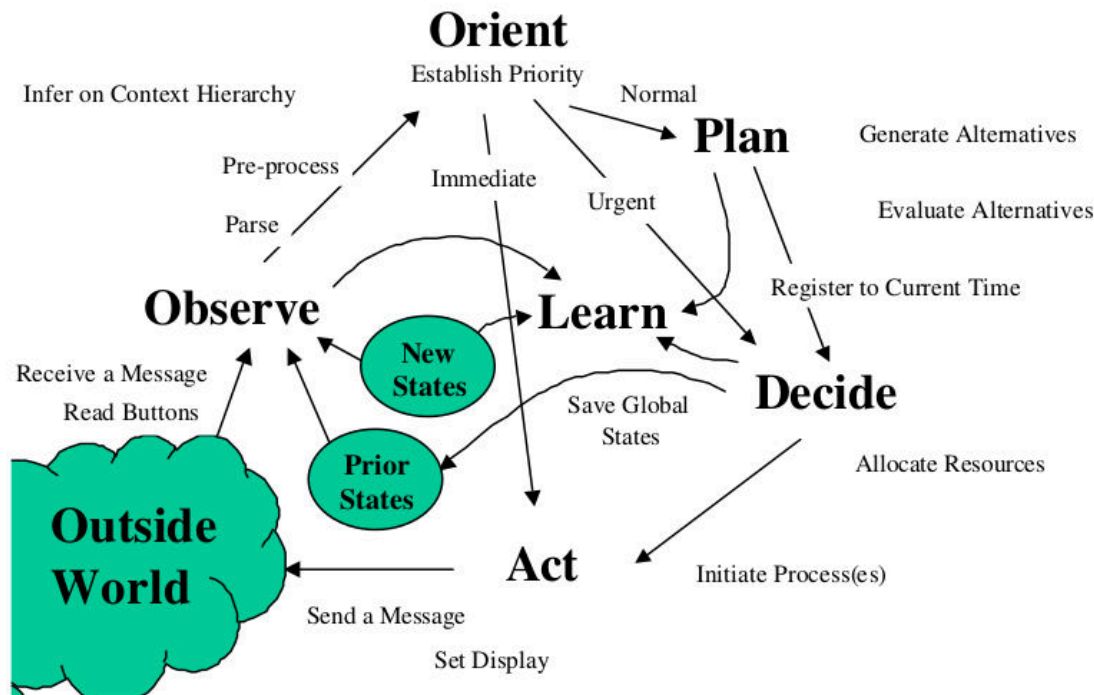 Orient
Establish Priority
Infer on Context Hierarchy
Normal
Plan
Generate Alternatives
Pre-process
Immediate
Urgent
Evaluate Alternatives
Parse
Observe
Learn
Register to Current Time
New
States
Receive a Message
Read Buttons
Decide
Save Global
States
Prior
States
Allocate Resources
Outside
World
Act
Initiate Process(es)
Send a Message
Set Display